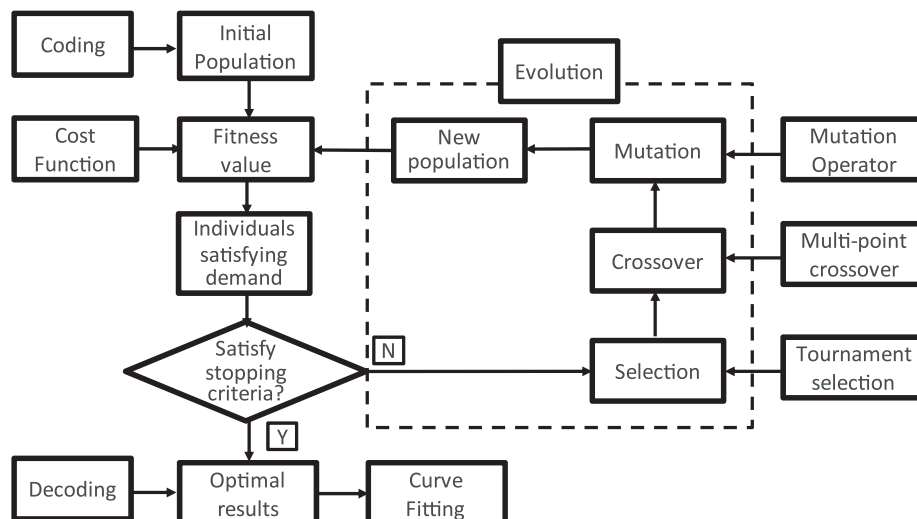 Coding
Initial
Population
Evolution
Cost
Function
Fitness
value
New
population
Mutation
Mutation
Operator
Individuals
satisfying
demand
Crossover
Multi-point
crossover
Satisfy
stopping
criteria?
N
Selection
Tournament
selection
Y
Decoding
Optimal
results
Curve
Fitting